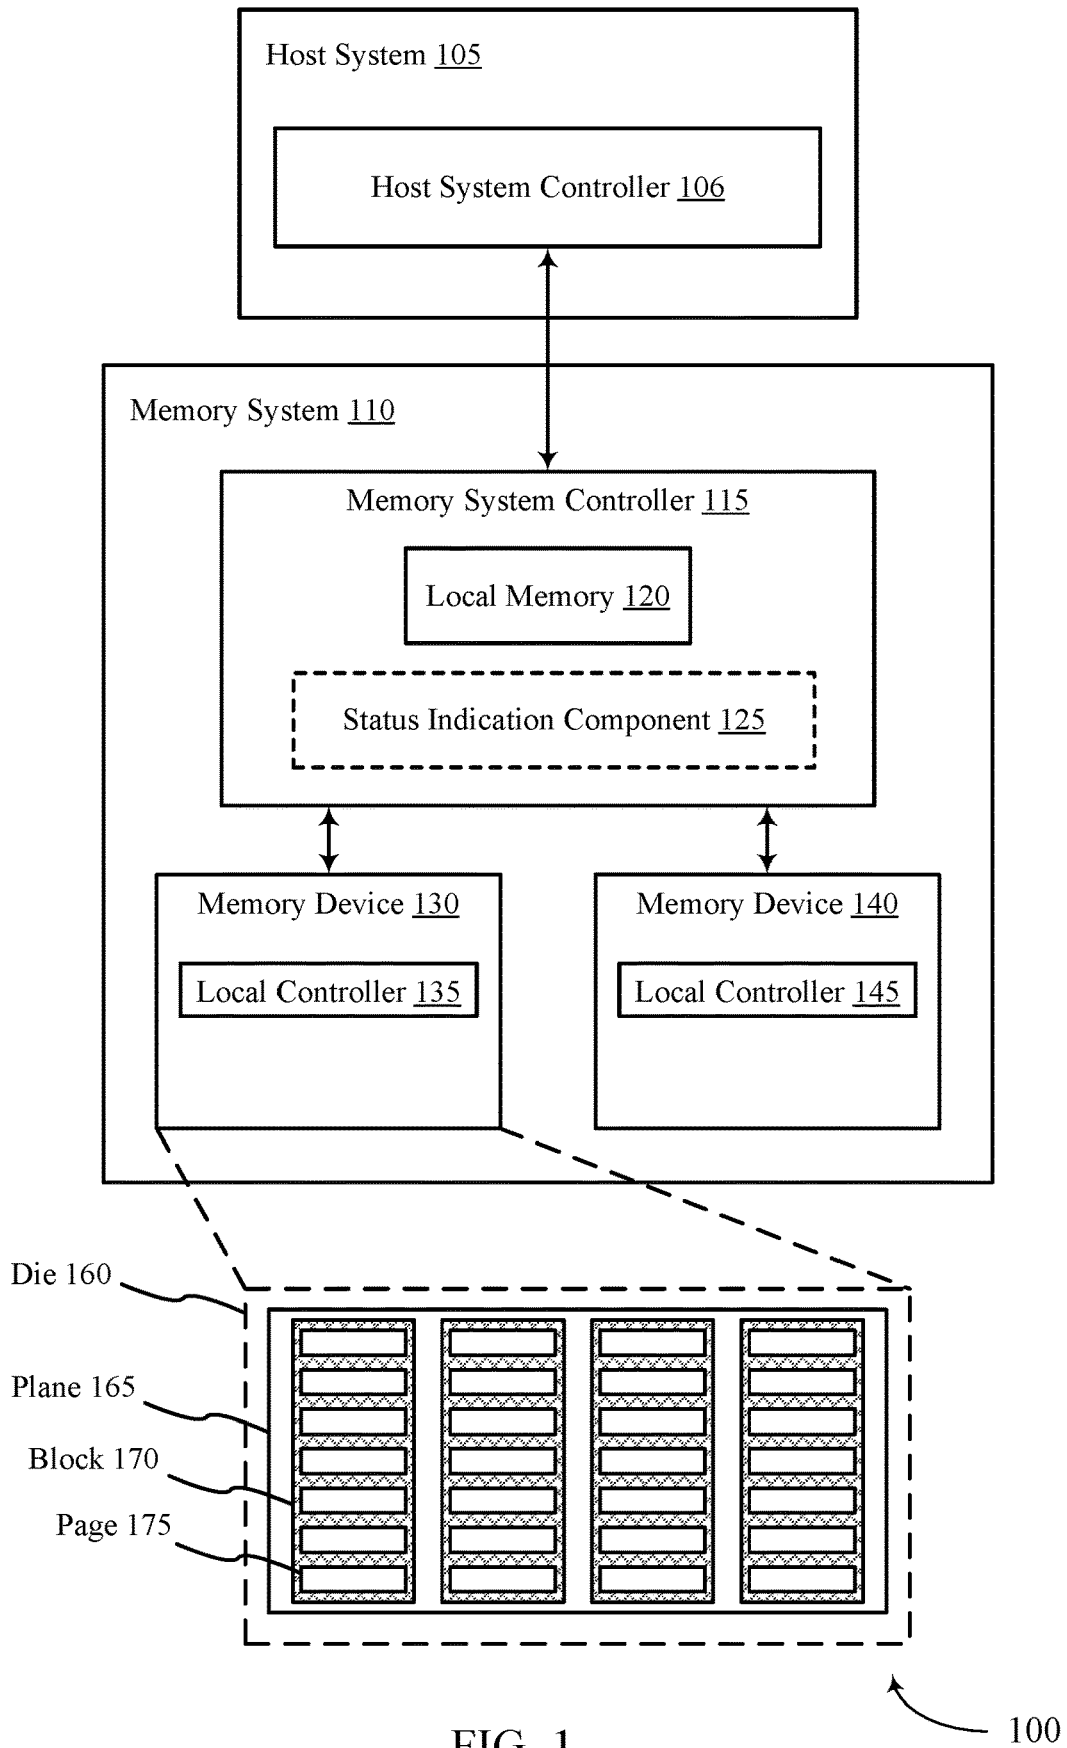 Host System 105
Host System Controller 106
Memory System 110
Memory System Controller 115
Local Memory 120
Status Indication Component 125
Memory Device 130
Memory Device 140
Local Controller 135
Local Controller 145
Die 160
Plane 165
Block 170
Page 175
100
FIG. 1